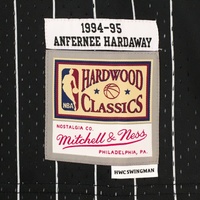 1994-95
ANFERNEE HARDAWAY
HARDWOOD
CLASSICS
NBA
NOSTALGIA CO.
Mitchell & Ness
PHILADELPHIA, PA.
HWC SWINGMAN